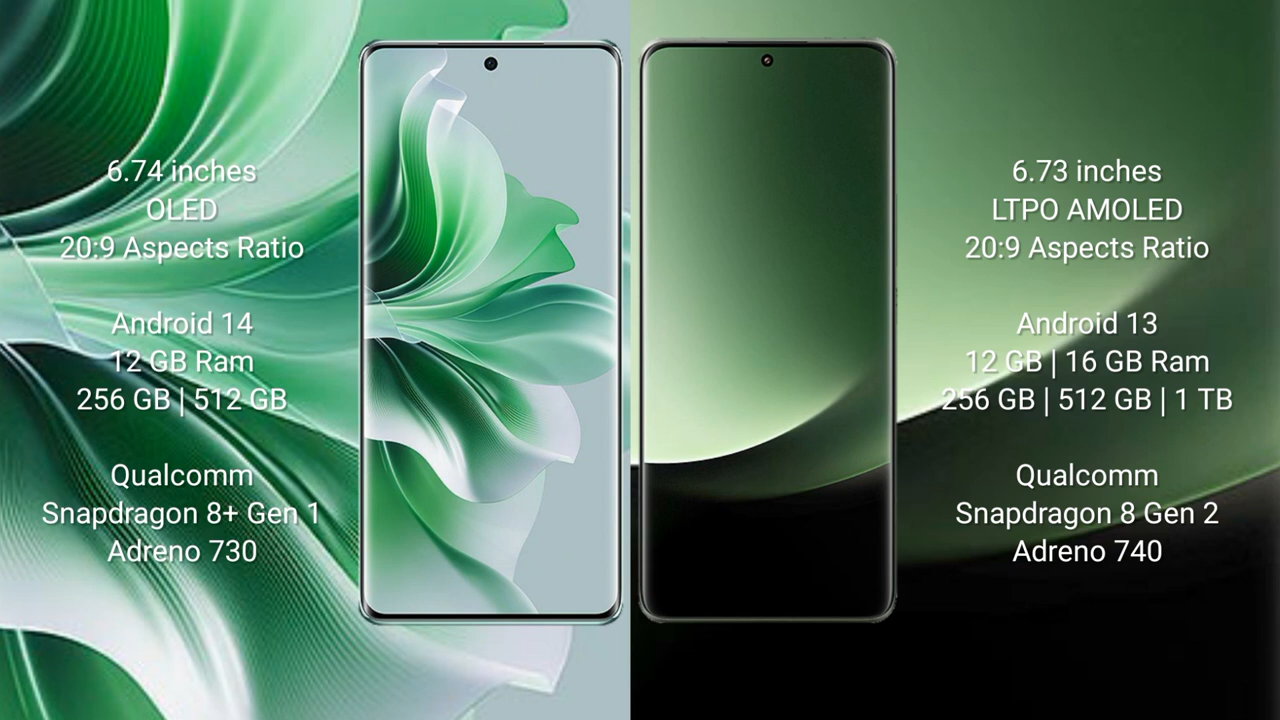 6.74 inches
OLED
20:9 Aspects Ratio
Android 14
12 GB Ram
256 GB | 512 GB
Qualcomm
Snapdragon 8+ Gen 1
Adreno 730
6.73 inches
LTPO AMOLED
20:9 Aspects Ratio
Android 13
12 GB | 16 GB Ram
256 GB | 512 GB | 1 TB
Qualcomm
Snapdragon 8 Gen 2
Adreno 740